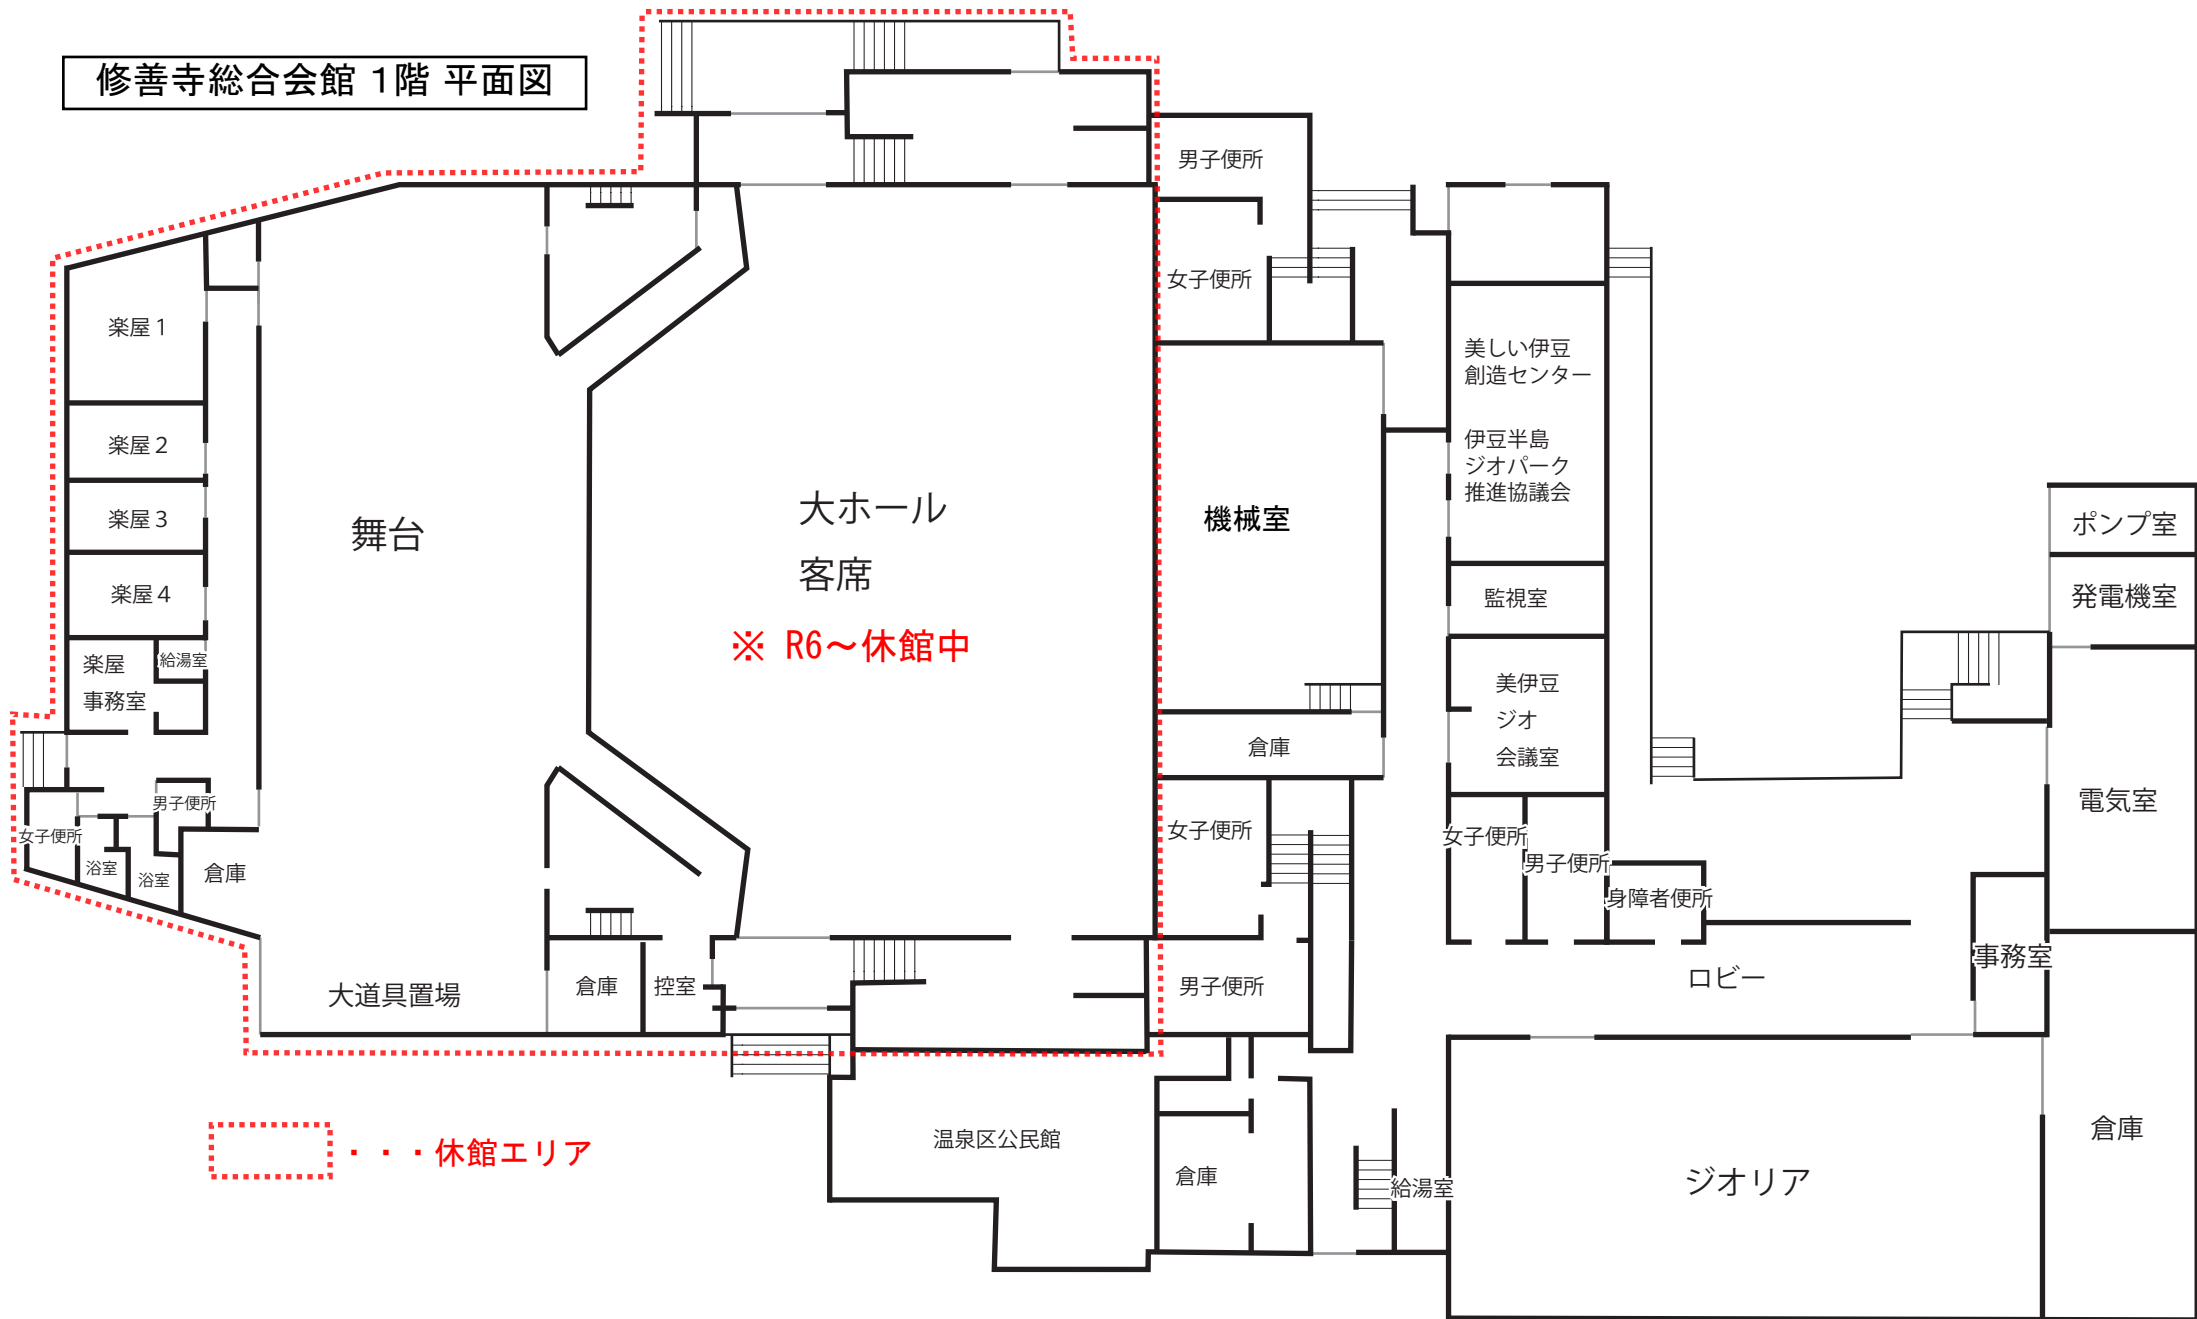 修善寺総合会館 1階 平面図
男子便所
女子便所
楽屋1
楽屋2
楽屋3
楽屋4
楽屋
事務室
給湯室
男子便所
女子便所
浴室
浴室
倉庫
舞台
大道具置場
倉庫
控室
大ホール
客席
※ R6～休館中
機械室
倉庫
女子便所
男子便所
美しい伊豆
創造センター
伊豆半島
ジオパーク
推進協議会
監視室
美伊豆
ジオ
会議室
女子便所
男子便所
身障者便所
ロビー
事務室
ポンプ室
発電機室
電気室
倉庫
ジオリア
給湯室
倉庫
温泉区公民館
・・・休館エリア